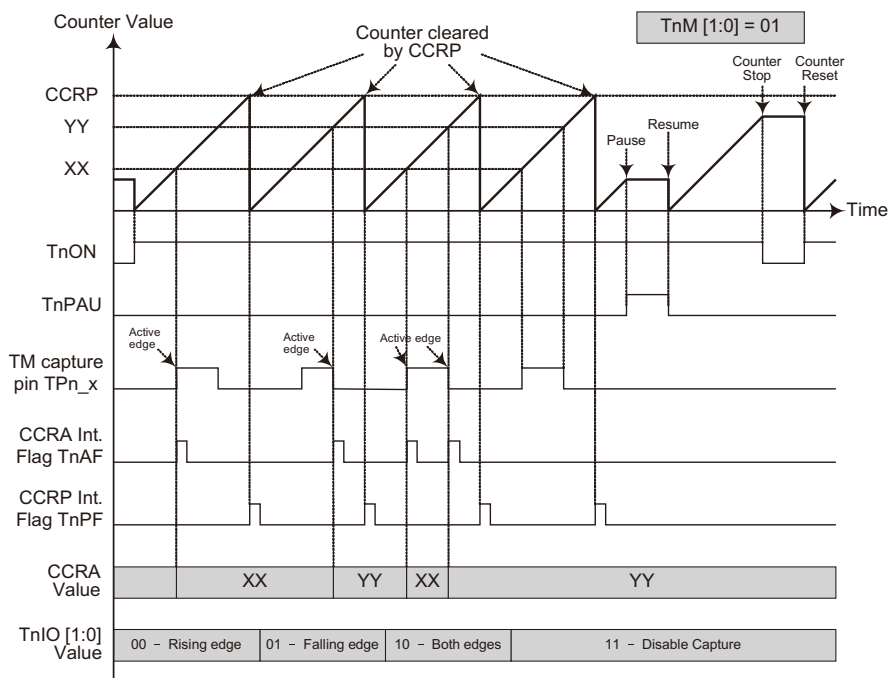 Counter Value
Counter cleared
by CCRP
TnM [1:0] = 01
Counter
Stop
Counter
Reset
CCRP
YY
XX
Pause
Resume
Time
TnON
TnPAU
Active
edge
Active
edge
Active edge
TM capture
pin TPn_x
CCRA Int.
Flag TnAF
CCRP Int.
Flag TnPF
CCRA
Value
XX
YY
XX
YY
TnIO [1:0]
Value
00 – Rising edge
01 – Falling edge
10 – Both edges
11 – Disable Capture